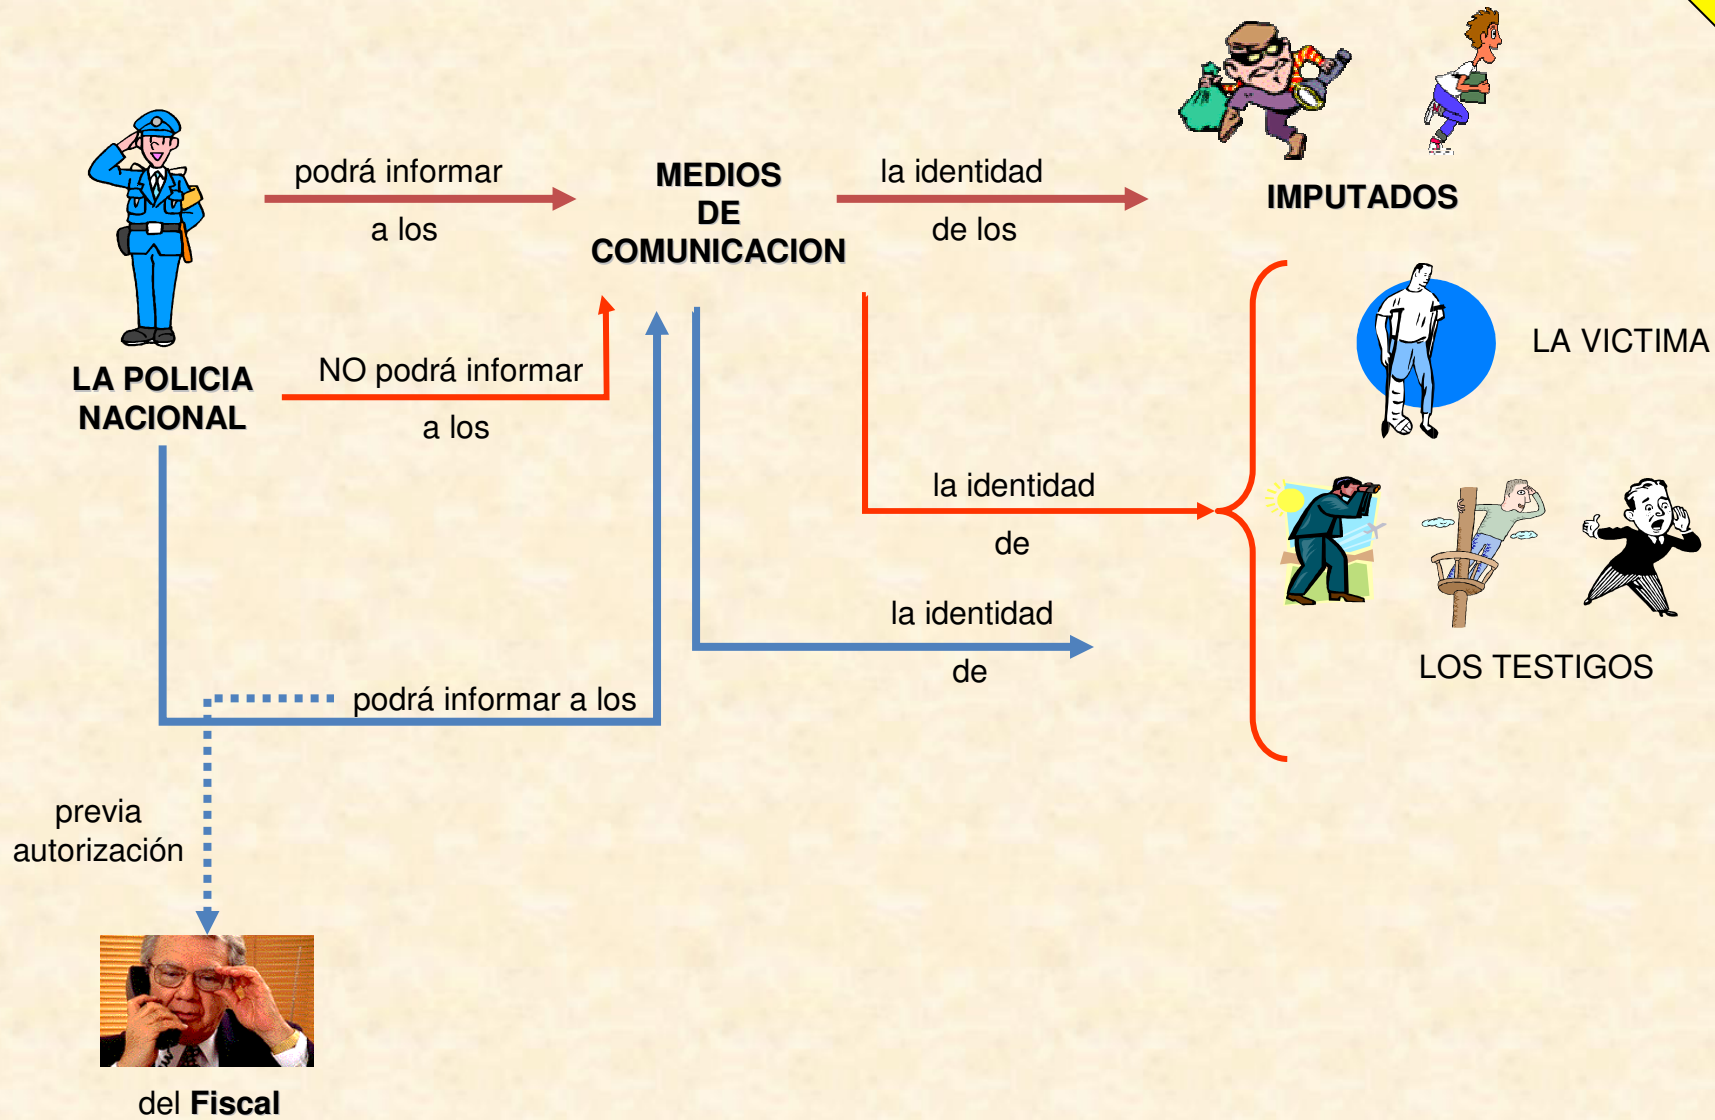 podrá informar
a los
MEDIOS
DE
COMUNICACION
la identidad
de los
IMPUTADOS
LA POLICIA
NACIONAL
NO podrá informar
a los
LA VICTIMA
la identidad
de
la identidad
de
LOS TESTIGOS
podrá informar a los
previa
autorización
del Fiscal